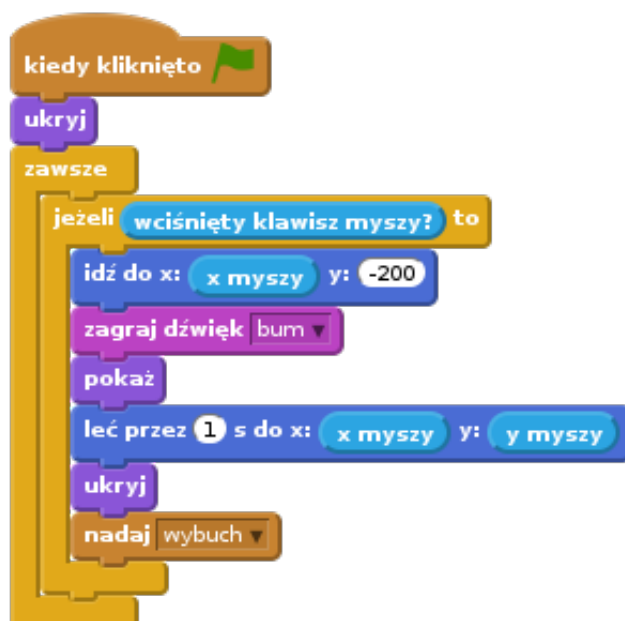 kiedy kliknięto
ukryj
zawsze
jeżeli wciśnięty klawisz myszy? to
idź do x: x myszy y: -200
zagraj dźwięk bum
pokaż
leć przez 1 s do x: x myszy y: y myszy
ukryj
nadaj wybuch